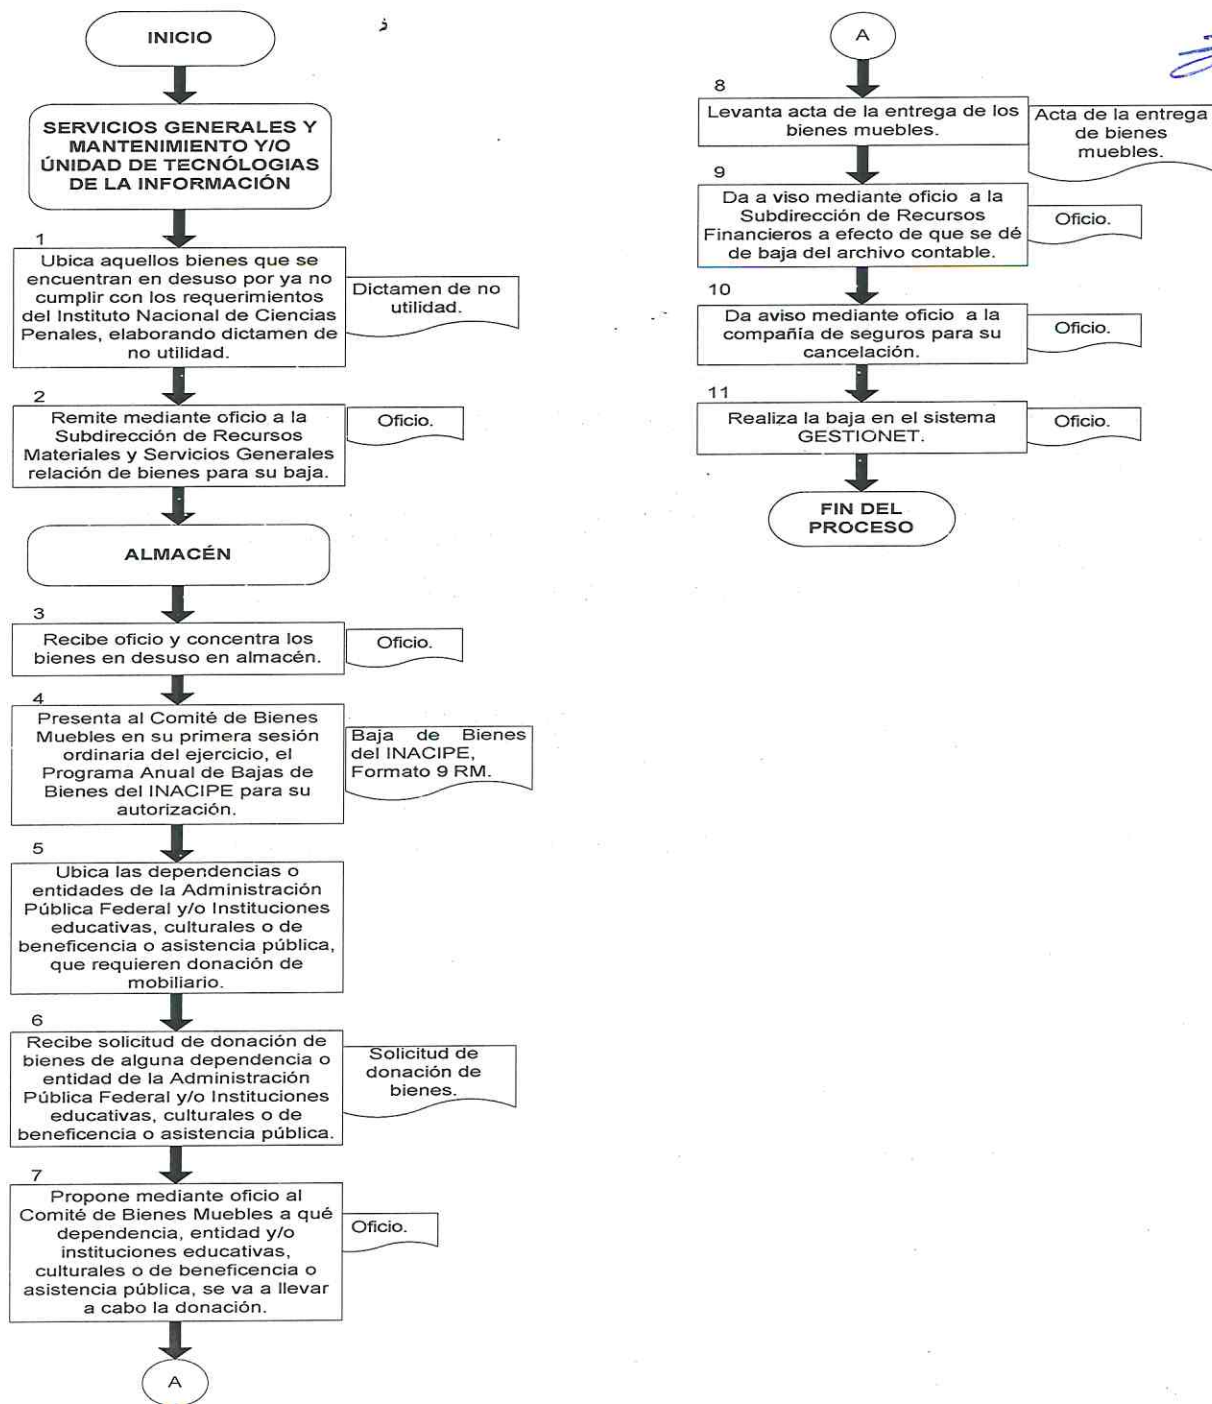 INICIO
SERVICIOS GENERALES Y
MANTENIMIENTO Y/O
ÚNIDAD DE TECNÓLOGIAS
DE LA INFORMACIÓN
1
Ubica aquellos bienes que se
encuentran en desuso por ya no
cumplir con los requerimientos
del Instituto Nacional de Ciencias
Penales, elaborando dictamen de
no utilidad.
Dictamen de no
utilidad.
2
Remite mediante oficio a la
Subdirección de Recursos
Materiales y Servicios Generales
relación de bienes para su baja.
Oficio.
ALMACÉN
3
Recibe oficio y concentra los
bienes en desuso en almacén.
Oficio.
4
Presenta al Comité de Bienes
Muebles en su primera sesión
ordinaria del ejercicio, el
Programa Anual de Bajas de
Bienes del INACIPE para su
autorización.
Baja de Bienes
del INACIPE,
Formato 9 RM.
5
Ubica las dependencias o
entidades de la Administración
Pública Federal y/o Instituciones
educativas, culturales o de
beneficencia o asistencia pública,
que requieren donación de
mobiliario.
6
Recibe solicitud de donación de
bienes de alguna dependencia o
entidad de la Administración
Pública Federal y/o Instituciones
educativas, culturales o de
beneficencia o asistencia pública.
Solicitud de
donación de
bienes.
7
Propone mediante oficio al
Comité de Bienes Muebles a qué
dependencia, entidad y/o
instituciones educativas,
culturales o de beneficencia o
asistencia pública, se va a llevar
a cabo la donación.
Oficio.
A
A
8
Levanta acta de la entrega de los
bienes muebles.
Acta de la entrega
de bienes
muebles.
9
Da a viso mediante oficio a la
Subdirección de Recursos
Financieros a efecto de que se dé
de baja del archivo contable.
Oficio.
10
Da aviso mediante oficio a la
compañía de seguros para su
cancelación.
Oficio.
11
Realiza la baja en el sistema
GESTIONET.
Oficio.
FIN DEL
PROCESO